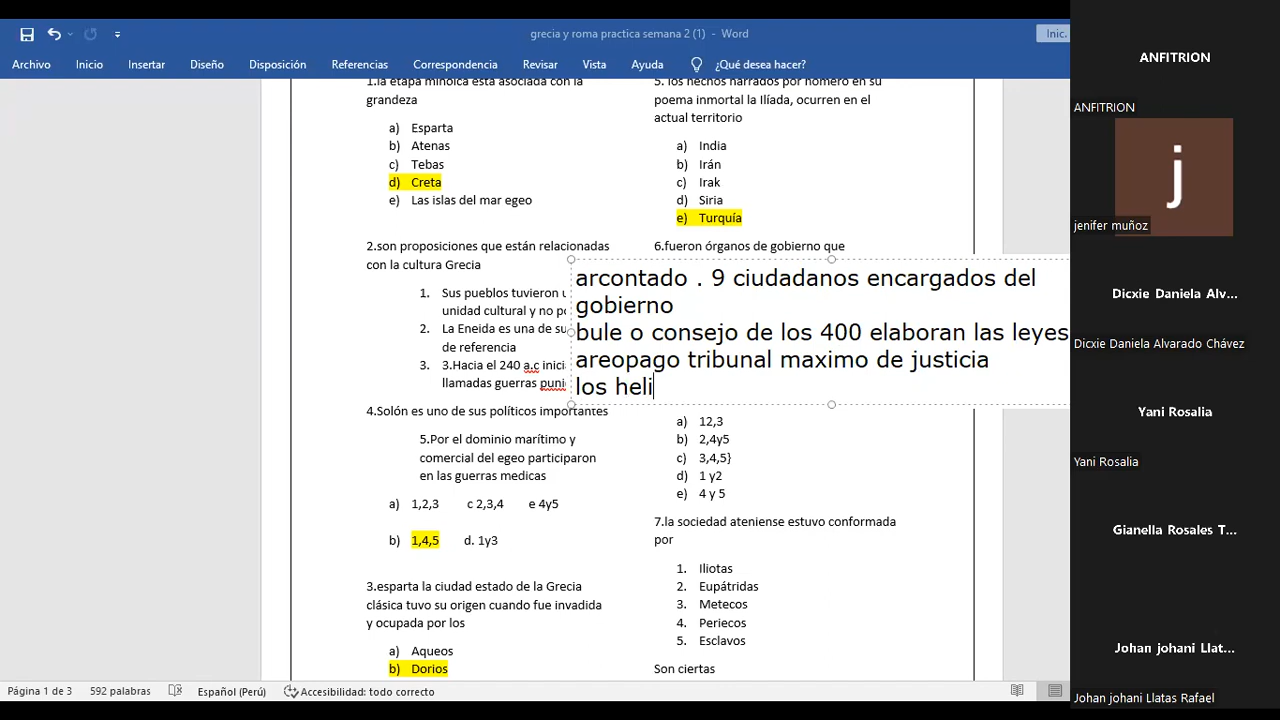 grecia y roma practica semana 2 (1) - Word
Inic.
Archivo Inicio Insertar Diseño Disposición Referencias Correspondencia Revisar Vista Ayuda ¿Qué desea hacer?
1.la etapa minoica esta asociada con la
grandeza
a) Esparta
b) Atenas
c) Tebas
d) Creta
e) Las islas del mar egeo
2.son proposiciones que están relacionadas
con la cultura Grecia
1. Sus pueblos tuvieron
unidad cultural y no
2. La Eneida es una de
de referencia
3. 3.Hacia el 240 a.c
llamadas guerras
4.Solón es uno de sus políticos importantes
5.Por el dominio marítimo y
comercial del egeo participaron
en las guerras medicas
a) 1,2,3 c 2,3,4 e 4y5
b) 1,4,5 d. 1y3
3.esparta la ciudad estado de la Grecia
clásica tuvo su origen cuando fue invadida
y ocupada por los
a) Aqueos
b) Dorios
5. los hechos narrados por homero en su
poema inmortal la Ilíada, ocurren en el
actual territorio
a) India
b) Irán
c) Irak
d) Siria
e) Turquía
6.fueron órganos de gobierno que
arcontado . 9 ciudadanos encargados del
gobierno
bule o consejo de los 400 elaboran las leyes
areopago tribunal maximo de justicia
los heli
a) 12,3
b) 2,4y5
c) 3,4,5}
d) 1 y2
e) 4 y 5
7.la sociedad ateniense estuvo conformada
por
1. Iliotas
2. Eupátridas
3. Metecos
4. Periecos
5. Esclavos
Son ciertas
Página 1 de 3 592 palabras Español (Perú) Accesibilidad: todo correcto
ANFITRION
ANFITRION
j
jenifer muñoz
Dicxie Daniela Alv...
Dicxie Daniela Alvarado Chávez
Yani Rosalia
Yani Rosalia
Gianella Rosales T...
Johan johani Llat...
Johan johani Llatas Rafael